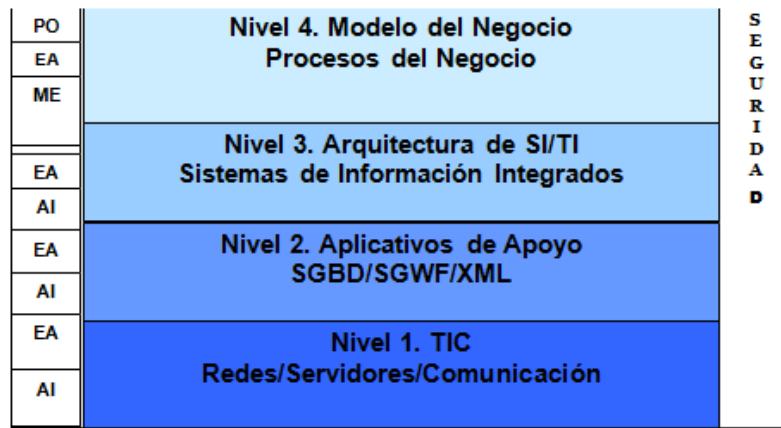 PO
EA
ME
EA
AI
EA
AI
EA
AI
Nivel 4. Modelo del Negocio
Procesos del Negocio
Nivel 3. Arquitectura de SI/TI
Sistemas de Información Integrados
Nivel 2. Aplicativos de Apoyo
SGBD/SGWF/XML
Nivel 1. TIC
Redes/Servidores/Comunicación
S
E
G
U
R
I
D
A
D